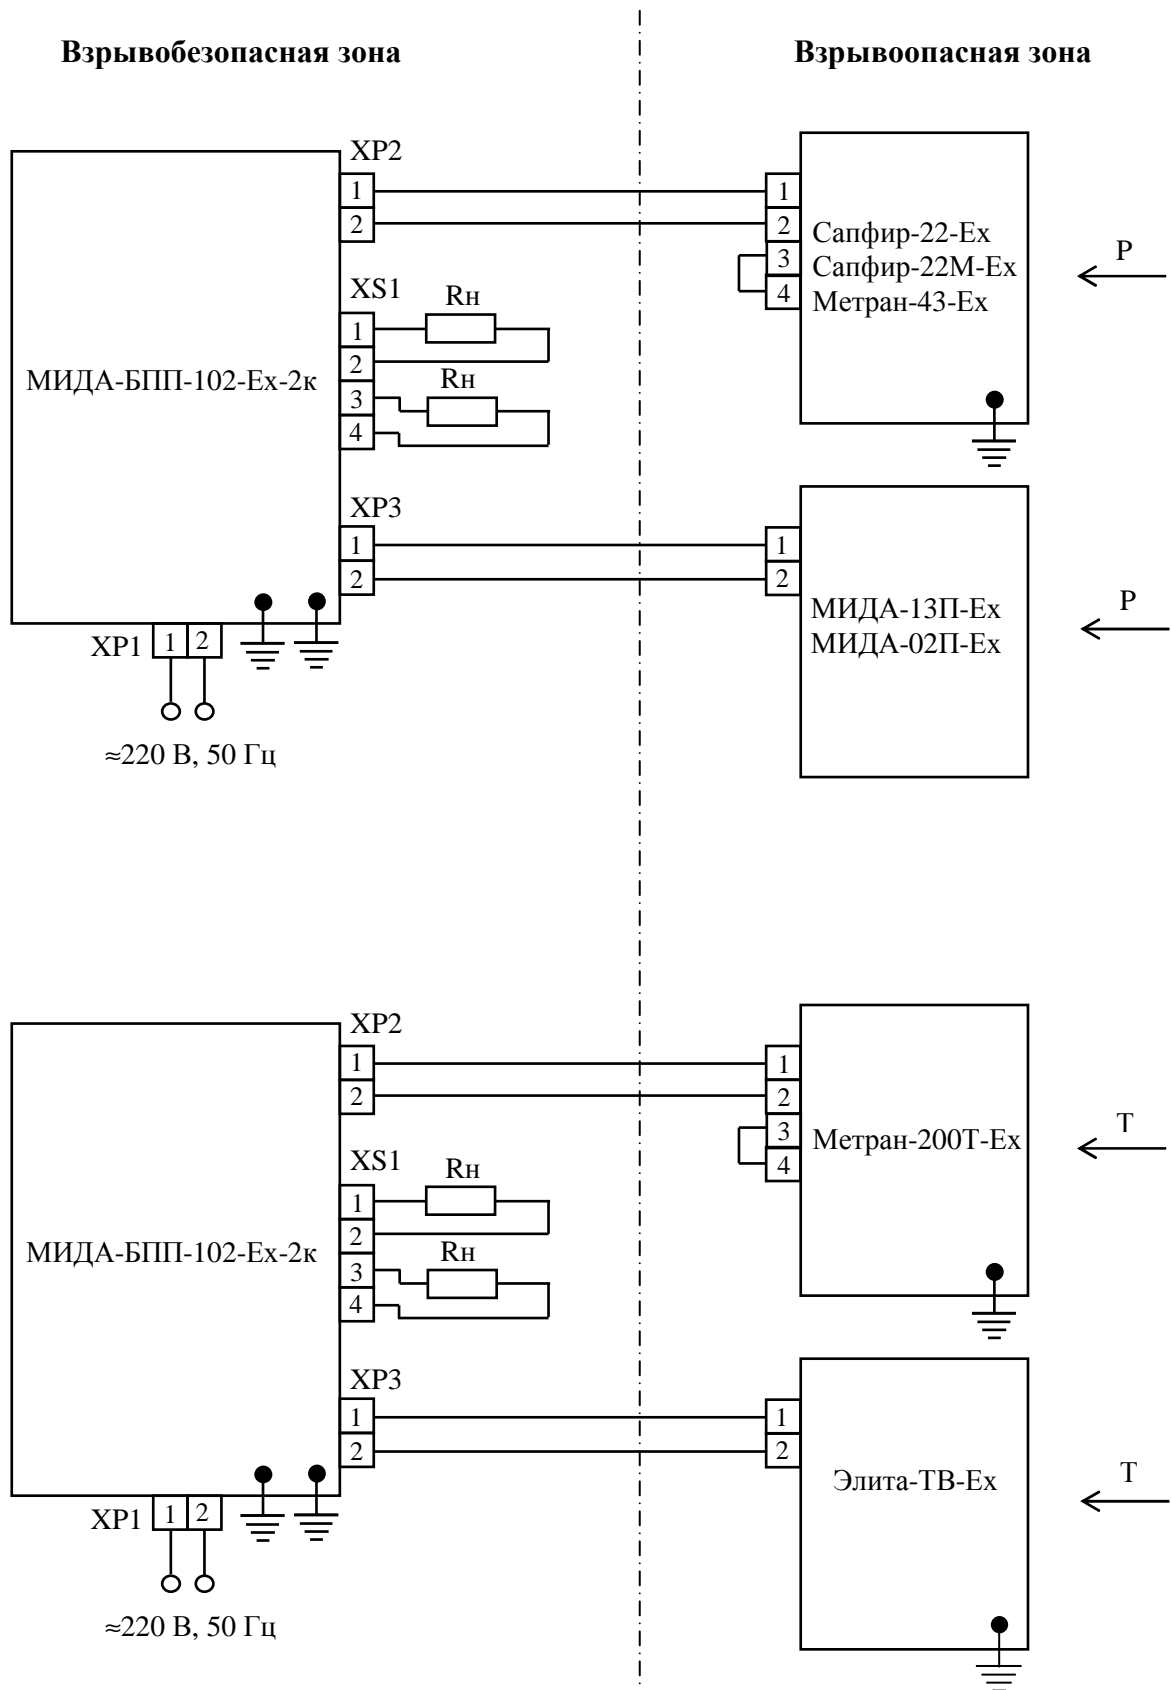 Взрывобезопасная зона
Взрывоопасная зона
XP2
1
2
XS1
1
2
3
4
Rн
Rн
МИДА-БПП-102-Ех-2к
XP3
1
2
XP1
1
2
≈220 В, 50 Гц
1
2
3
4
Сапфир-22-Ех
Сапфир-22М-Ех
Метран-43-Ех
P
1
2
МИДА-13П-Ех
МИДА-02П-Ех
P
XP2
1
2
XS1
1
2
3
4
Rн
Rн
МИДА-БПП-102-Ех-2к
XP3
1
2
XP1
1
2
≈220 В, 50 Гц
1
2
3
4
Метран-200Т-Ех
T
1
2
Элита-ТВ-Ех
T